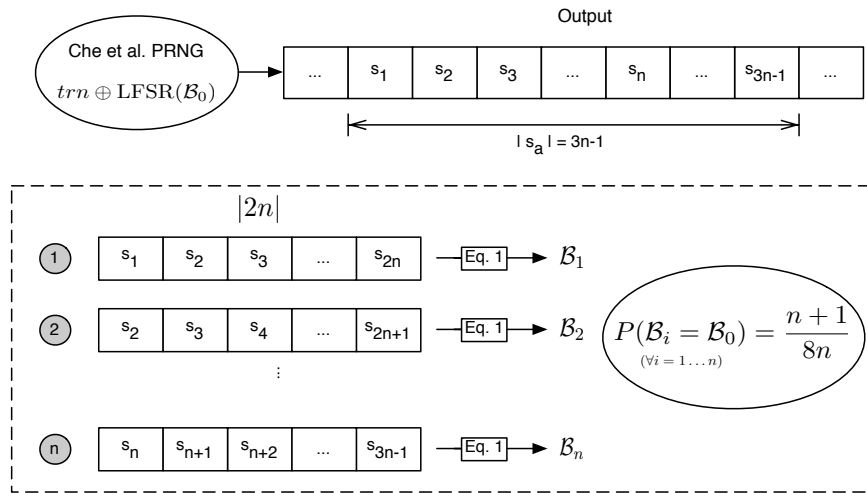 Output
Che et al. PRNG
trn ⊕ LFSR(ℬ₀)
... s₁ s₂ s₃ ... sₙ ... s₃ₙ₋₁ ...
| sₐ | = 3n-1
|2n|
1 s₁ s₂ s₃ ... s₂ₙ Eq. 1 ℬ₁
2 s₂ s₃ s₄ ... s₂ₙ₊₁ Eq. 1 ℬ₂
⋮
P(ℬᵢ = ℬ₀) = (n + 1)/(8n)
(∀i = 1 … n)
n sₙ sₙ₊₁ sₙ₊₂ ... s₃ₙ₋₁ Eq. 1 ℬₙ